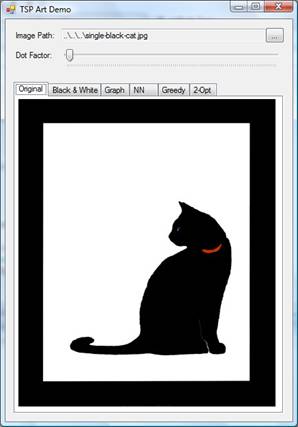 TSP Art Demo
Image Path: ..\..\..\single-black-cat.jpg ...
Dot Factor:
Original Black & White Graph NN Greedy 2-Opt